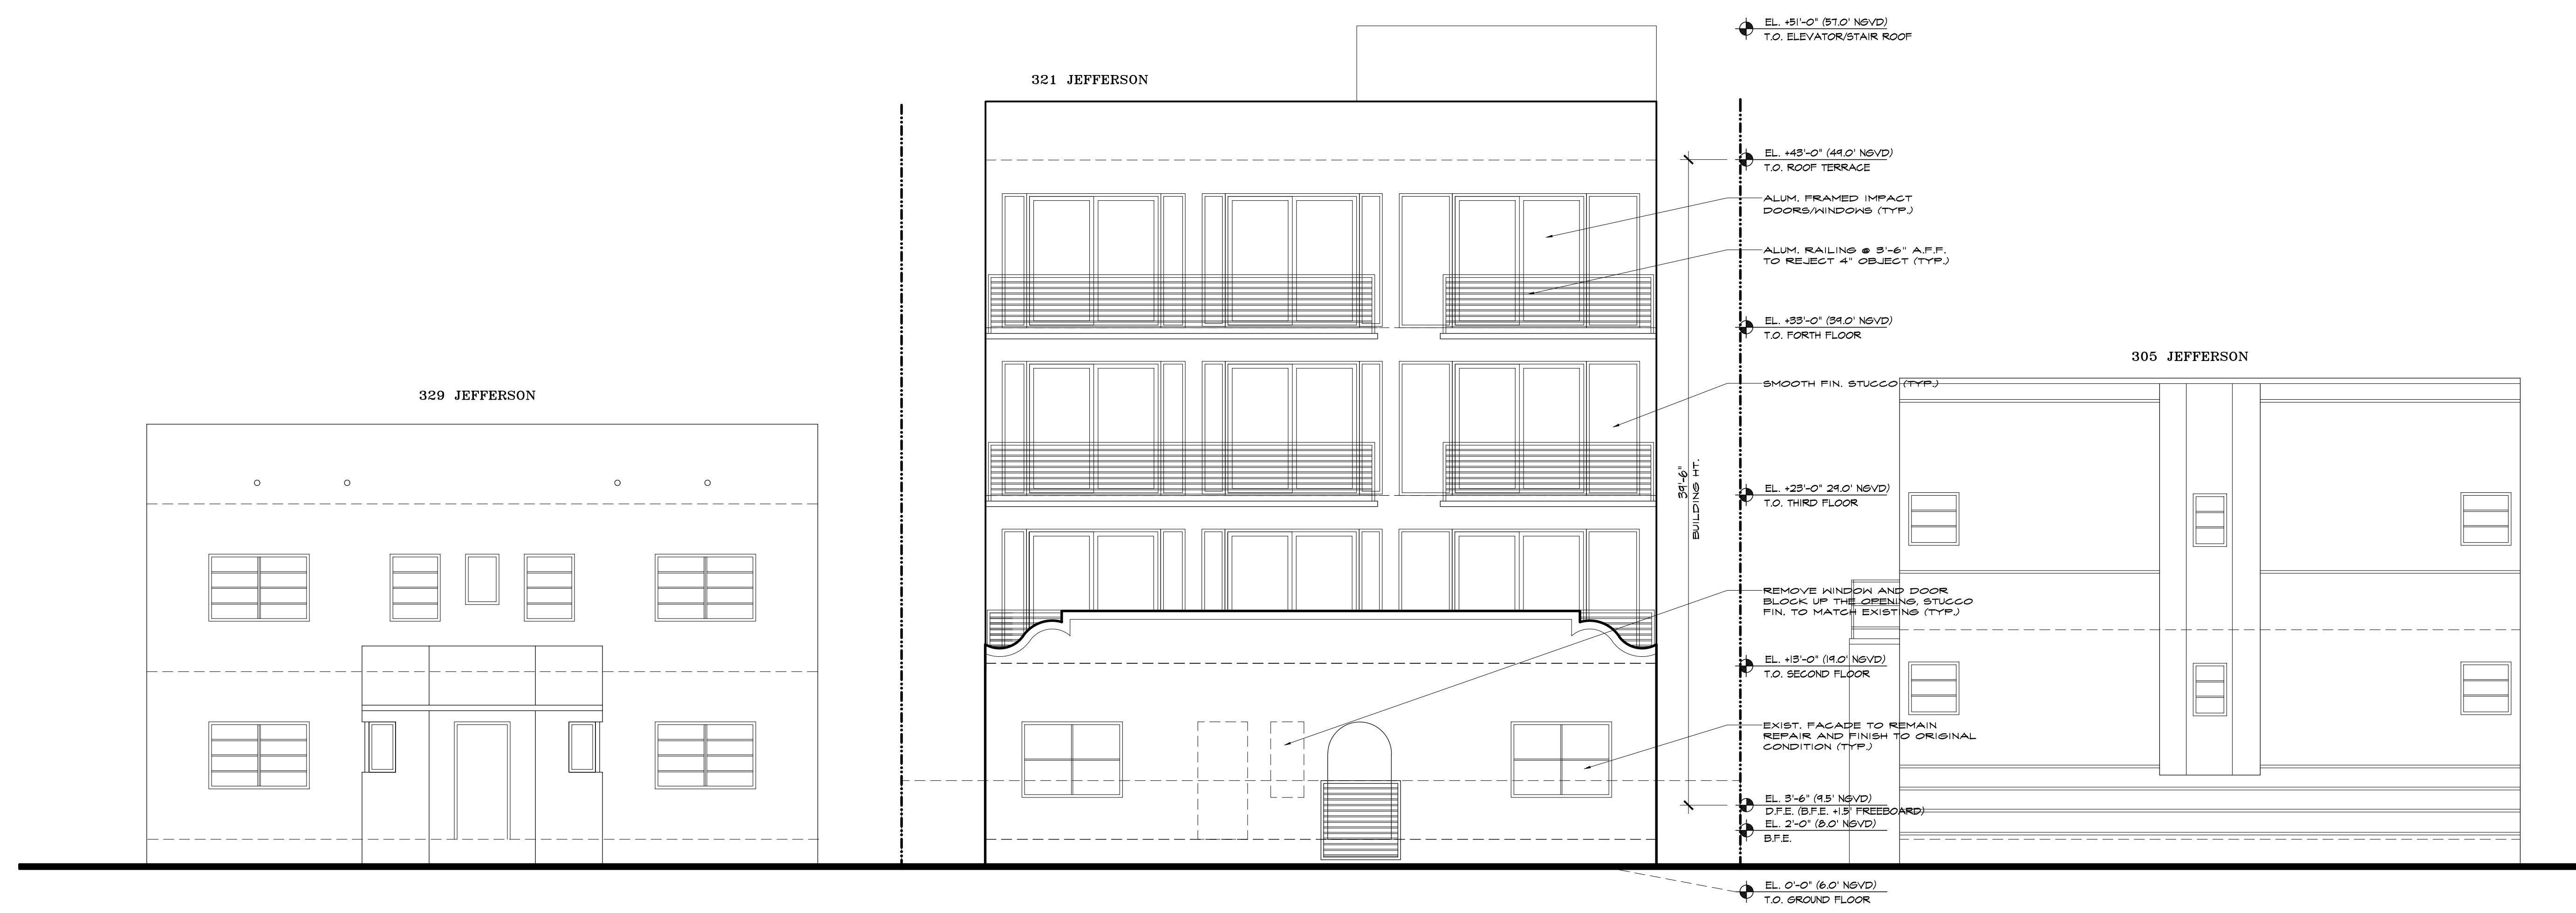 EL. +51'-0" (57.0' NGVD)
T.O. ELEVATOR/STAIR ROOF
321 JEFFERSON
EL. +43'-0" (49.0' NGVD)
T.O. ROOF TERRACE
ALUM. FRAMED IMPACT
DOORS/WINDOWS (TYP.)
ALUM. RAILING @ 3'-6" A.F.F.
TO REJECT 4" OBJECT (TYP.)
EL. +33'-0" (39.0' NGVD)
T.O. FORTH FLOOR
305 JEFFERSON
SMOOTH FIN. STUCCO (TYP.)
329 JEFFERSON
39'-6"
BUILDING HT.
EL. +23'-0" 29.0' NGVD)
T.O. THIRD FLOOR
REMOVE WINDOW AND DOOR
BLOCK UP THE OPENING, STUCCO
FIN. TO MATCH EXISTING (TYP.)
EL. +13'-0" (19.0' NGVD)
T.O. SECOND FLOOR
EXIST. FACADE TO REMAIN
REPAIR AND FINISH TO ORIGINAL
CONDITION (TYP.)
EL. 3'-6" (9.5' NGVD)
D.F.E. (B.F.E. +1.5' FREEBOARD)
EL. 2'-0" (8.0' NGVD)
B.F.E.
EL. 0'-0" (6.0' NGVD)
T.O. GROUND FLOOR